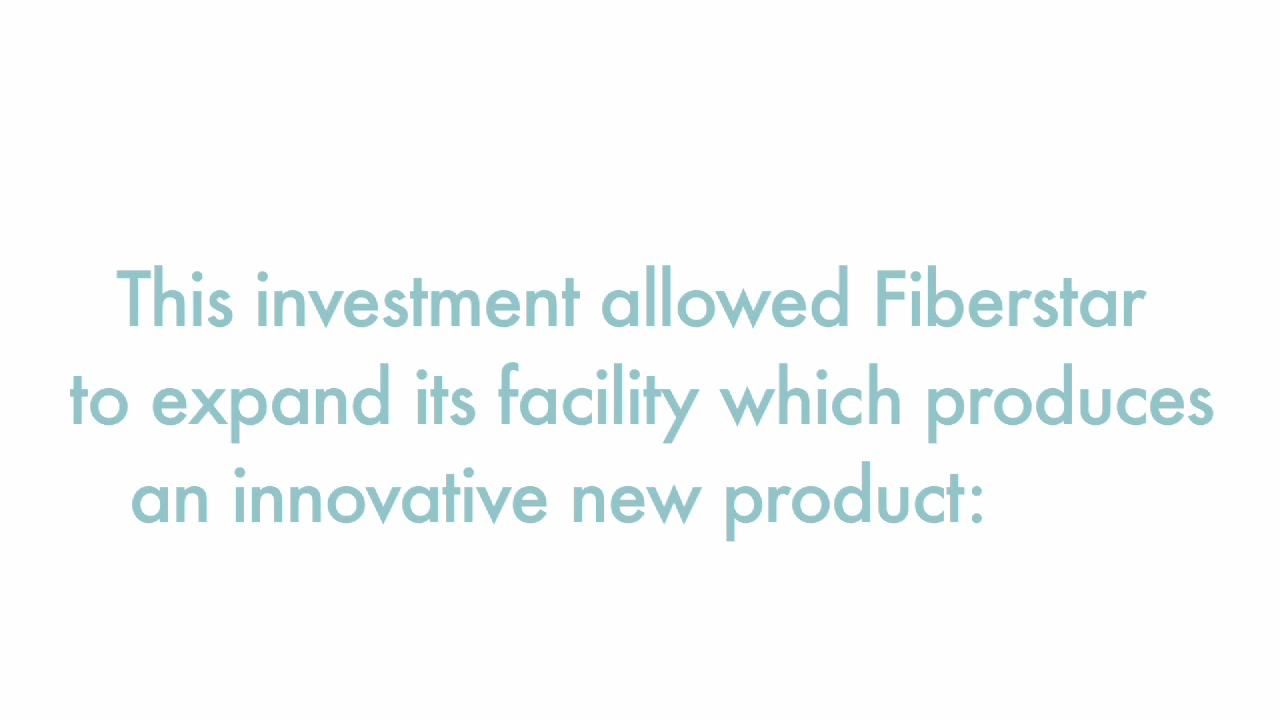 This investment allowed Fiberstar
to expand its facility which produces
an innovative new product: